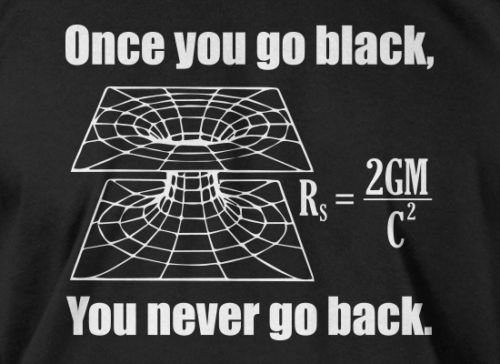 Once you go black,
Rs = 2GM / C²
You never go back.